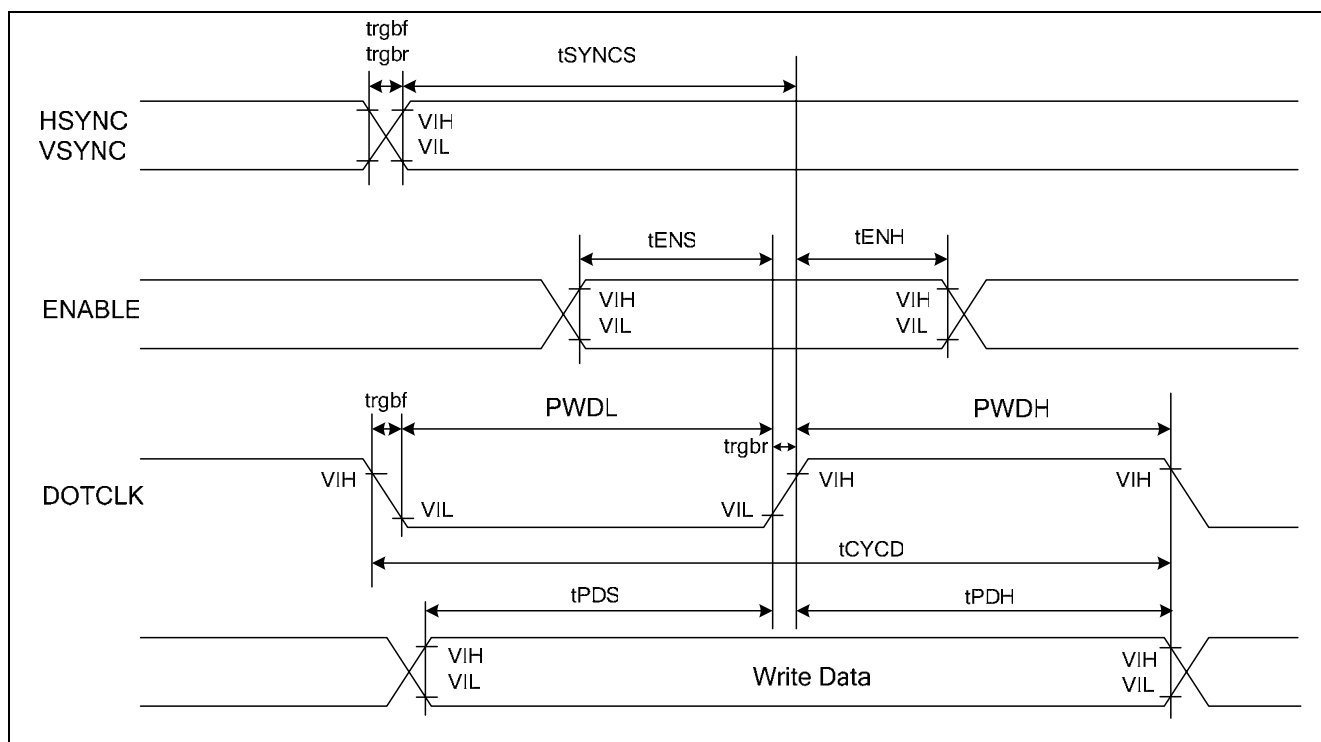 trgbf
trgbr
tSYNCS
HSYNC
VSYNC
VIH
VIL
tENS
tENH
ENABLE
VIH
VIL
VIH
VIL
trgbf
PWDL
trgbr
PWDH
DOTCLK
VIH
VIL
VIL
VIH
VIH
tCYCD
tPDS
tPDH
VIH
VIL
Write Data
VIH
VIL